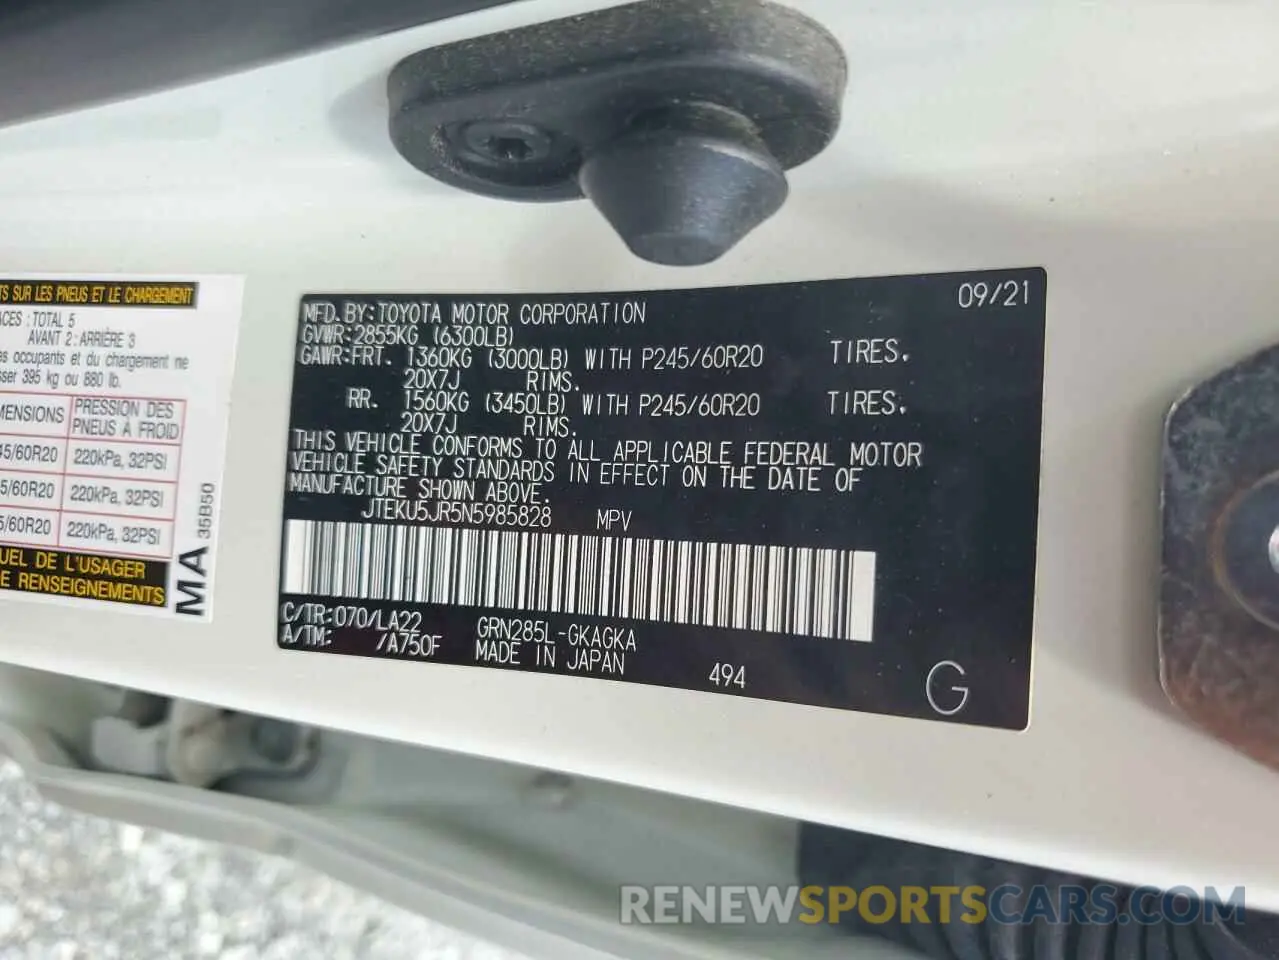 TS SUR LES PNEUS ET LE CHARGEMENT
ACES : TOTAL 5
AVANT 2 : ARRIÈRE 3
es occupants et du chargement ne
sser 395 kg ou 880 lb.
MENSIONS PRESSION DES PNEUS À FROID
45/60R20 220kPa, 32PSI
5/60R20 220kPa, 32PSI
5/60R20 220kPa, 32PSI
UEL DE L'USAGER
E RENSEIGNEMENTS
MA 35B50
MFD. BY: TOYOTA MOTOR CORPORATION 09/21
GVWR: 2855KG (6300LB)
GAWR: FRT. 1360KG (3000LB) WITH P245/60R20 TIRES.
20X7J RIMS.
RR. 1560KG (3450LB) WITH P245/60R20 TIRES.
20X7J RIMS.
THIS VEHICLE CONFORMS TO ALL APPLICABLE FEDERAL MOTOR
VEHICLE SAFETY STANDARDS IN EFFECT ON THE DATE OF
MANUFACTURE SHOWN ABOVE.
JTEKU5JR5N5985828 MPV
C/TR: 070/LA22 GRN285L-GKAGKA
A/TM: /A750F MADE IN JAPAN 494
G
RENEWSPORTSCARS.COM